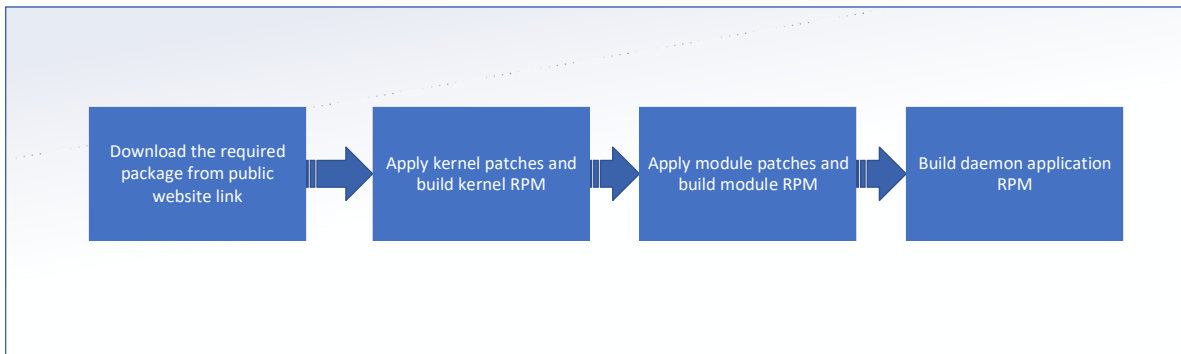 Download the required
package from public
website link
Apply kernel patches and
build kernel RPM
Apply module patches and
build module RPM
Build daemon application
RPM